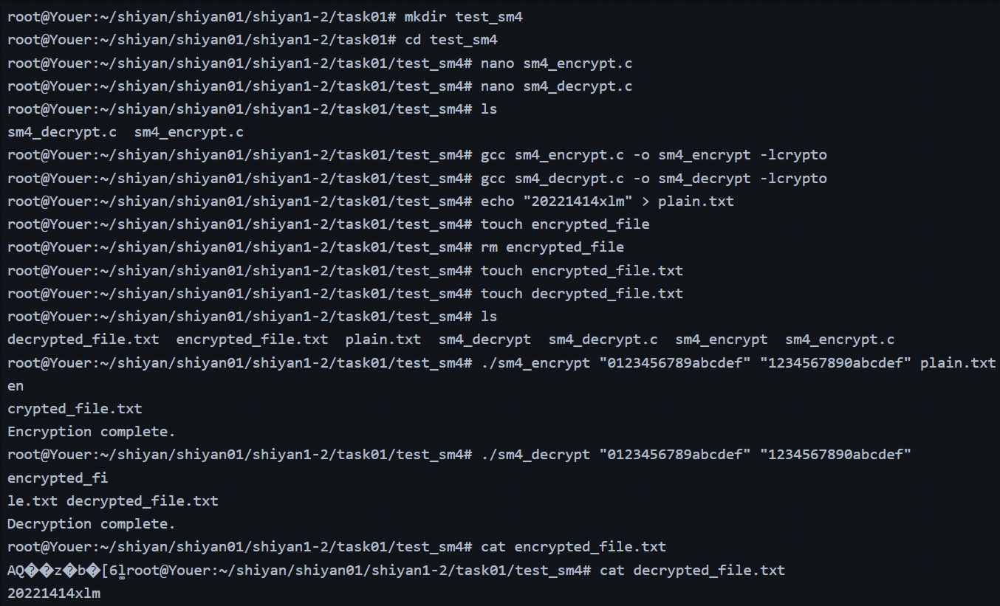 root@Youer:~/shiyan/shiyan01/shiyan1-2/task01# mkdir test_sm4
root@Youer:~/shiyan/shiyan01/shiyan1-2/task01# cd test_sm4
root@Youer:~/shiyan/shiyan01/shiyan1-2/task01/test_sm4# nano sm4_encrypt.c
root@Youer:~/shiyan/shiyan01/shiyan1-2/task01/test_sm4# nano sm4_decrypt.c
root@Youer:~/shiyan/shiyan01/shiyan1-2/task01/test_sm4# ls
sm4_decrypt.c  sm4_encrypt.c
root@Youer:~/shiyan/shiyan01/shiyan1-2/task01/test_sm4# gcc sm4_encrypt.c -o sm4_encrypt -lcrypto
root@Youer:~/shiyan/shiyan01/shiyan1-2/task01/test_sm4# gcc sm4_decrypt.c -o sm4_decrypt -lcrypto
root@Youer:~/shiyan/shiyan01/shiyan1-2/task01/test_sm4# echo "20221414xlm" > plain.txt
root@Youer:~/shiyan/shiyan01/shiyan1-2/task01/test_sm4# touch encrypted_file
root@Youer:~/shiyan/shiyan01/shiyan1-2/task01/test_sm4# rm encrypted_file
root@Youer:~/shiyan/shiyan01/shiyan1-2/task01/test_sm4# touch encrypted_file.txt
root@Youer:~/shiyan/shiyan01/shiyan1-2/task01/test_sm4# touch decrypted_file.txt
root@Youer:~/shiyan/shiyan01/shiyan1-2/task01/test_sm4# ls
decrypted_file.txt  encrypted_file.txt  plain.txt  sm4_decrypt  sm4_decrypt.c  sm4_encrypt  sm4_encrypt.c
root@Youer:~/shiyan/shiyan01/shiyan1-2/task01/test_sm4# ./sm4_encrypt "0123456789abcdef" "1234567890abcdef" plain.txt
en
crypted_file.txt
Encryption complete.
root@Youer:~/shiyan/shiyan01/shiyan1-2/task01/test_sm4# ./sm4_decrypt "0123456789abcdef" "1234567890abcdef"
encrypted_fi
le.txt decrypted_file.txt
Decryption complete.
root@Youer:~/shiyan/shiyan01/shiyan1-2/task01/test_sm4# cat encrypted_file.txt
AQ��z�b�[6l͚root@Youer:~/shiyan/shiyan01/shiyan1-2/task01/test_sm4# cat decrypted_file.txt
20221414xlm